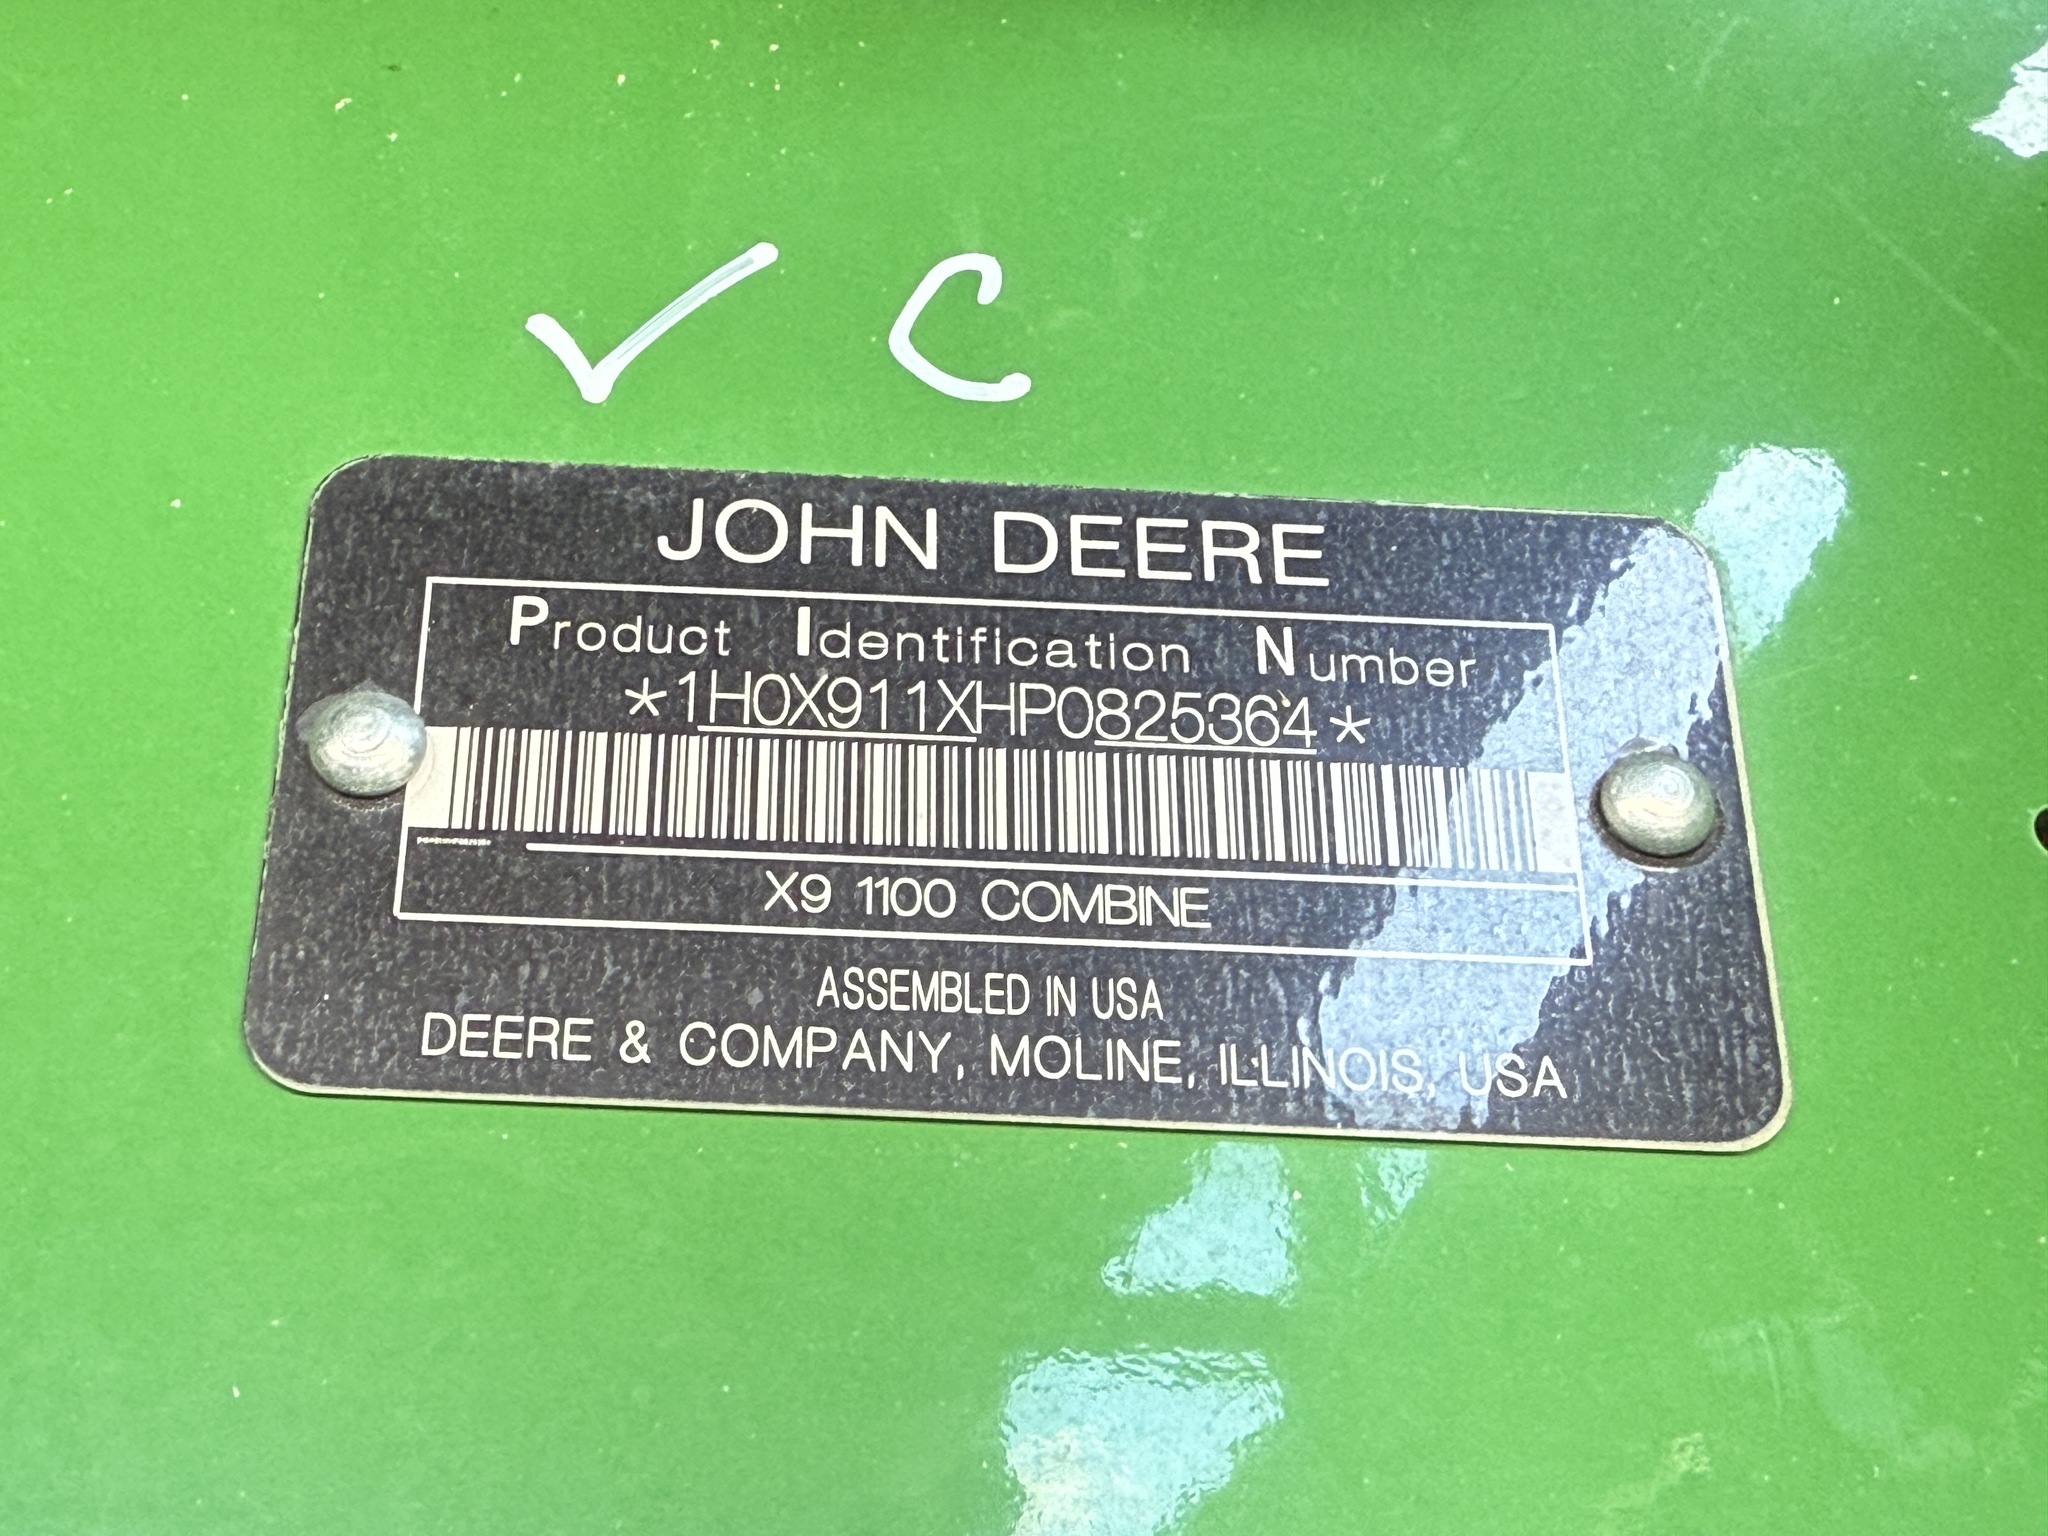 ✓ C
JOHN DEERE
Product Identification Number
*1H0X911XHP0825364*
X9 1100 COMBINE
ASSEMBLED IN USA
DEERE & COMPANY, MOLINE, ILLINOIS, USA